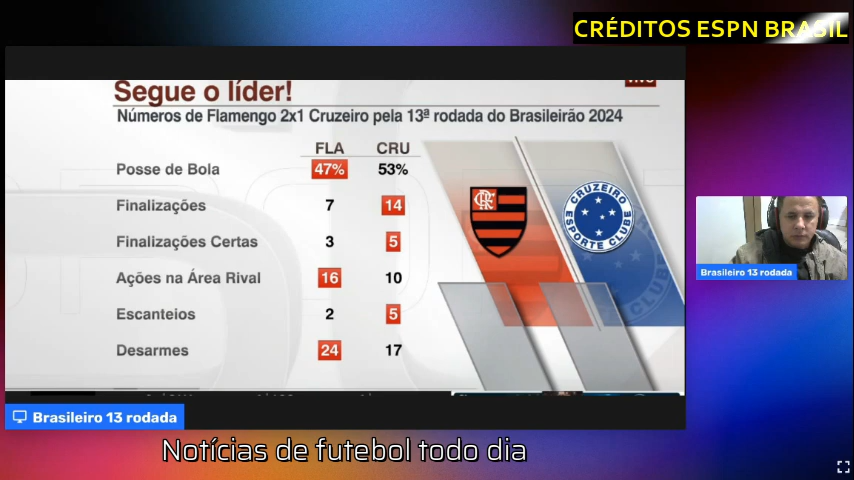 CRÉDITOS ESPN BRASIL
Segue o líder!
Números de Flamengo 2x1 Cruzeiro pela 13ª rodada do Brasileirão 2024
FLA CRU
Posse de Bola 47% 53%
Finalizações 7 14
Finalizações Certas 3 5
Ações na Área Rival 16 10
Escanteios 2 5
Desarmes 24 17
CRUZEIRO
ESPORTE CLUBE
Brasileiro 13 rodada
Brasileiro 13 rodada
Notícias de futebol todo dia